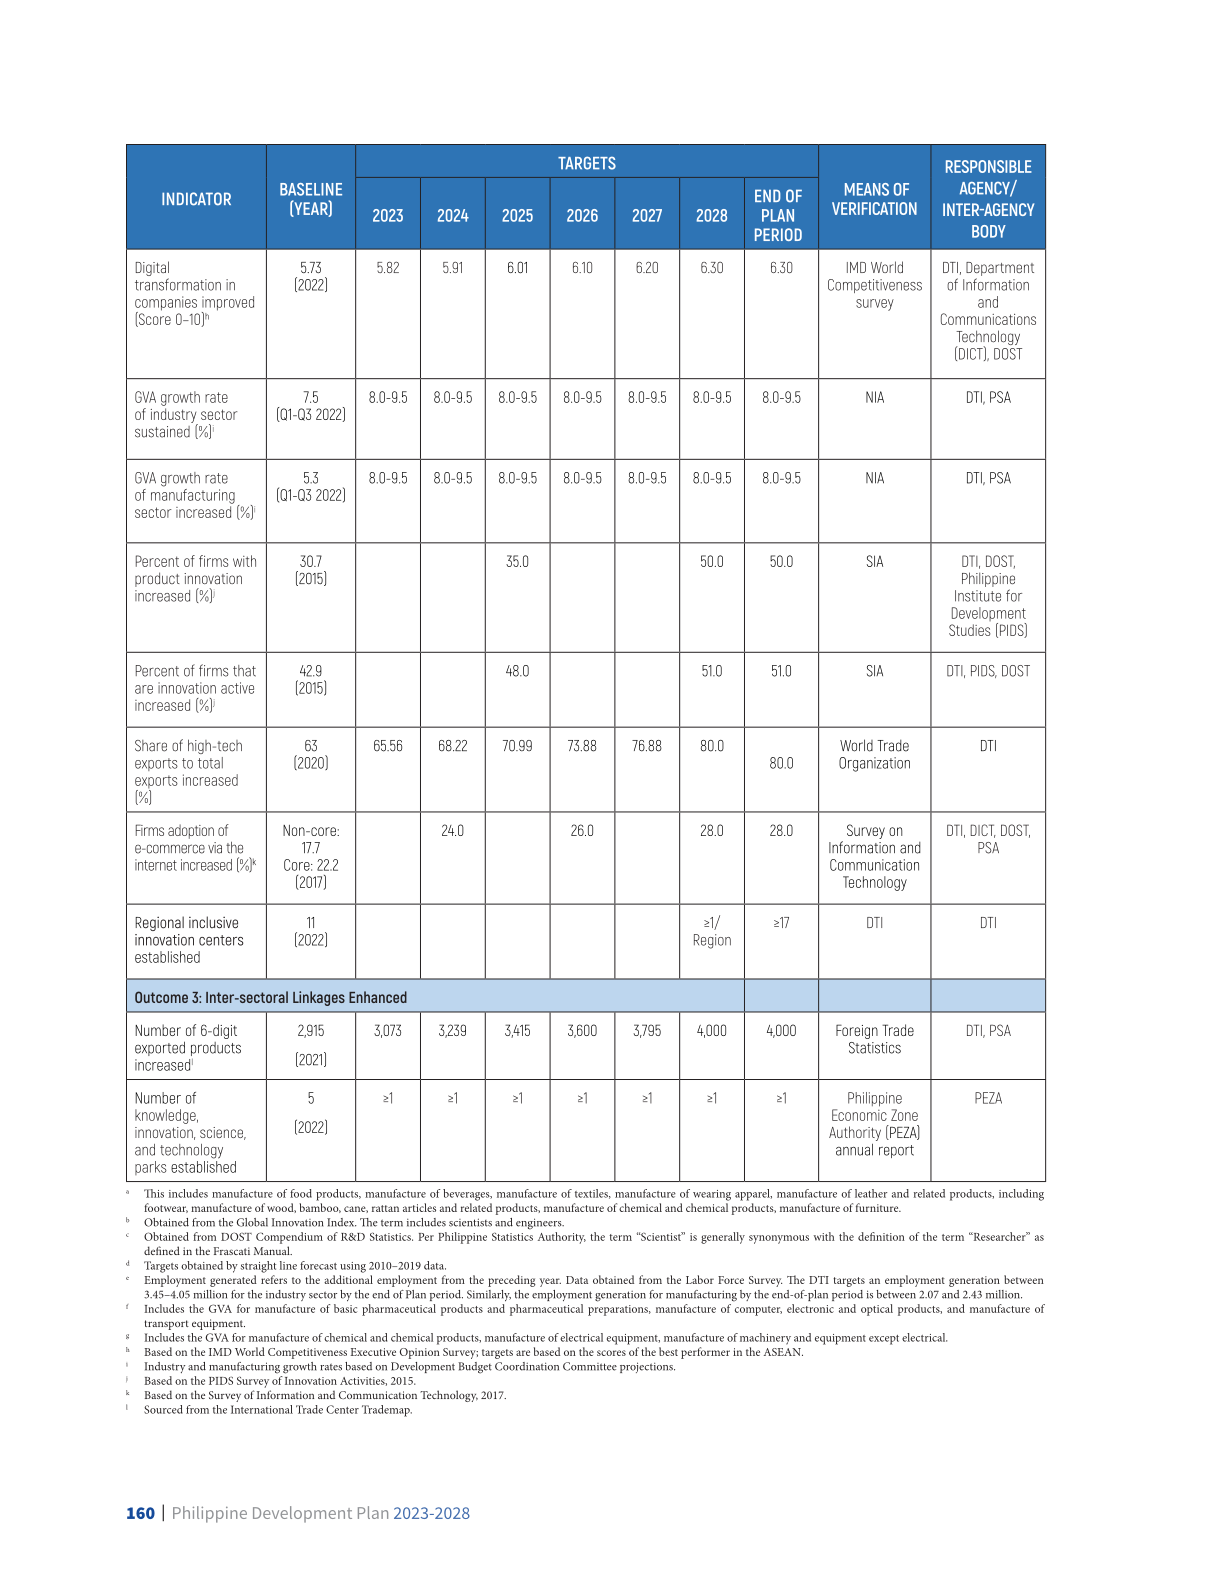 INDICATOR
BASELINE
(YEAR)
TARGETS
2023
2024
2025
2026
2027
2028
END OF
PLAN
PERIOD
MEANS OF
VERIFICATION
RESPONSIBLE
AGENCY/
INTER-AGENCY
BODY
Digital
transformation in
companies improved
(Score 0–10)ʰ
5.73
(2022)
5.82
5.91
6.01
6.10
6.20
6.30
6.30
IMD World
Competitiveness
survey
DTI, Department
of Information
and
Communications
Technology
(DICT), DOST
GVA growth rate
of industry sector
sustained (%)ⁱ
7.5
(Q1-Q3 2022)
8.0-9.5
8.0-9.5
8.0-9.5
8.0-9.5
8.0-9.5
8.0-9.5
8.0-9.5
NIA
DTI, PSA
GVA growth rate
of manufacturing
sector increased (%)ⁱ
5.3
(Q1-Q3 2022)
8.0-9.5
8.0-9.5
8.0-9.5
8.0-9.5
8.0-9.5
8.0-9.5
8.0-9.5
NIA
DTI, PSA
Percent of firms with
product innovation
increased (%)ʲ
30.7
(2015)
35.0
50.0
50.0
SIA
DTI, DOST,
Philippine
Institute for
Development
Studies (PIDS)
Percent of firms that
are innovation active
increased (%)ʲ
42.9
(2015)
48.0
51.0
51.0
SIA
DTI, PIDS, DOST
Share of high-tech
exports to total
exports increased
(%)
63
(2020)
65.56
68.22
70.99
73.88
76.88
80.0
80.0
World Trade
Organization
DTI
Firms adoption of
e-commerce via the
internet increased (%)ᵏ
Non-core:
17.7
Core: 22.2
(2017)
24.0
26.0
28.0
28.0
Survey on
Information and
Communication
Technology
DTI, DICT, DOST,
PSA
Regional inclusive
innovation centers
established
11
(2022)
≥1/
Region
≥17
DTI
DTI
Outcome 3: Inter-sectoral Linkages Enhanced
Number of 6-digit
exported products
increasedˡ
2,915
(2021)
3,073
3,239
3,415
3,600
3,795
4,000
4,000
Foreign Trade
Statistics
DTI, PSA
Number of
knowledge,
innovation, science,
and technology
parks established
5
(2022)
≥1
≥1
≥1
≥1
≥1
≥1
≥1
Philippine
Economic Zone
Authority (PEZA)
annual report
PEZA
a This includes manufacture of food products, manufacture of beverages, manufacture of textiles, manufacture of wearing apparel, manufacture of leather and related products, including
footwear, manufacture of wood, bamboo, cane, rattan articles and related products, manufacture of chemical and chemical products, manufacture of furniture.
b Obtained from the Global Innovation Index. The term includes scientists and engineers.
c Obtained from DOST Compendium of R&D Statistics. Per Philippine Statistics Authority, the term “Scientist” is generally synonymous with the definition of the term “Researcher” as
defined in the Frascati Manual.
d Targets obtained by straight line forecast using 2010–2019 data.
e Employment generated refers to the additional employment from the preceding year. Data obtained from the Labor Force Survey. The DTI targets an employment generation between
3.45–4.05 million for the industry sector by the end of Plan period. Similarly, the employment generation for manufacturing by the end-of-plan period is between 2.07 and 2.43 million.
f Includes the GVA for manufacture of basic pharmaceutical products and pharmaceutical preparations, manufacture of computer, electronic and optical products, and manufacture of
transport equipment.
g Includes the GVA for manufacture of chemical and chemical products, manufacture of electrical equipment, manufacture of machinery and equipment except electrical.
h Based on the IMD World Competitiveness Executive Opinion Survey; targets are based on the scores of the best performer in the ASEAN.
i Industry and manufacturing growth rates based on Development Budget Coordination Committee projections.
j Based on the PIDS Survey of Innovation Activities, 2015.
k Based on the Survey of Information and Communication Technology, 2017.
l Sourced from the International Trade Center Trademap.
160 | Philippine Development Plan 2023-2028